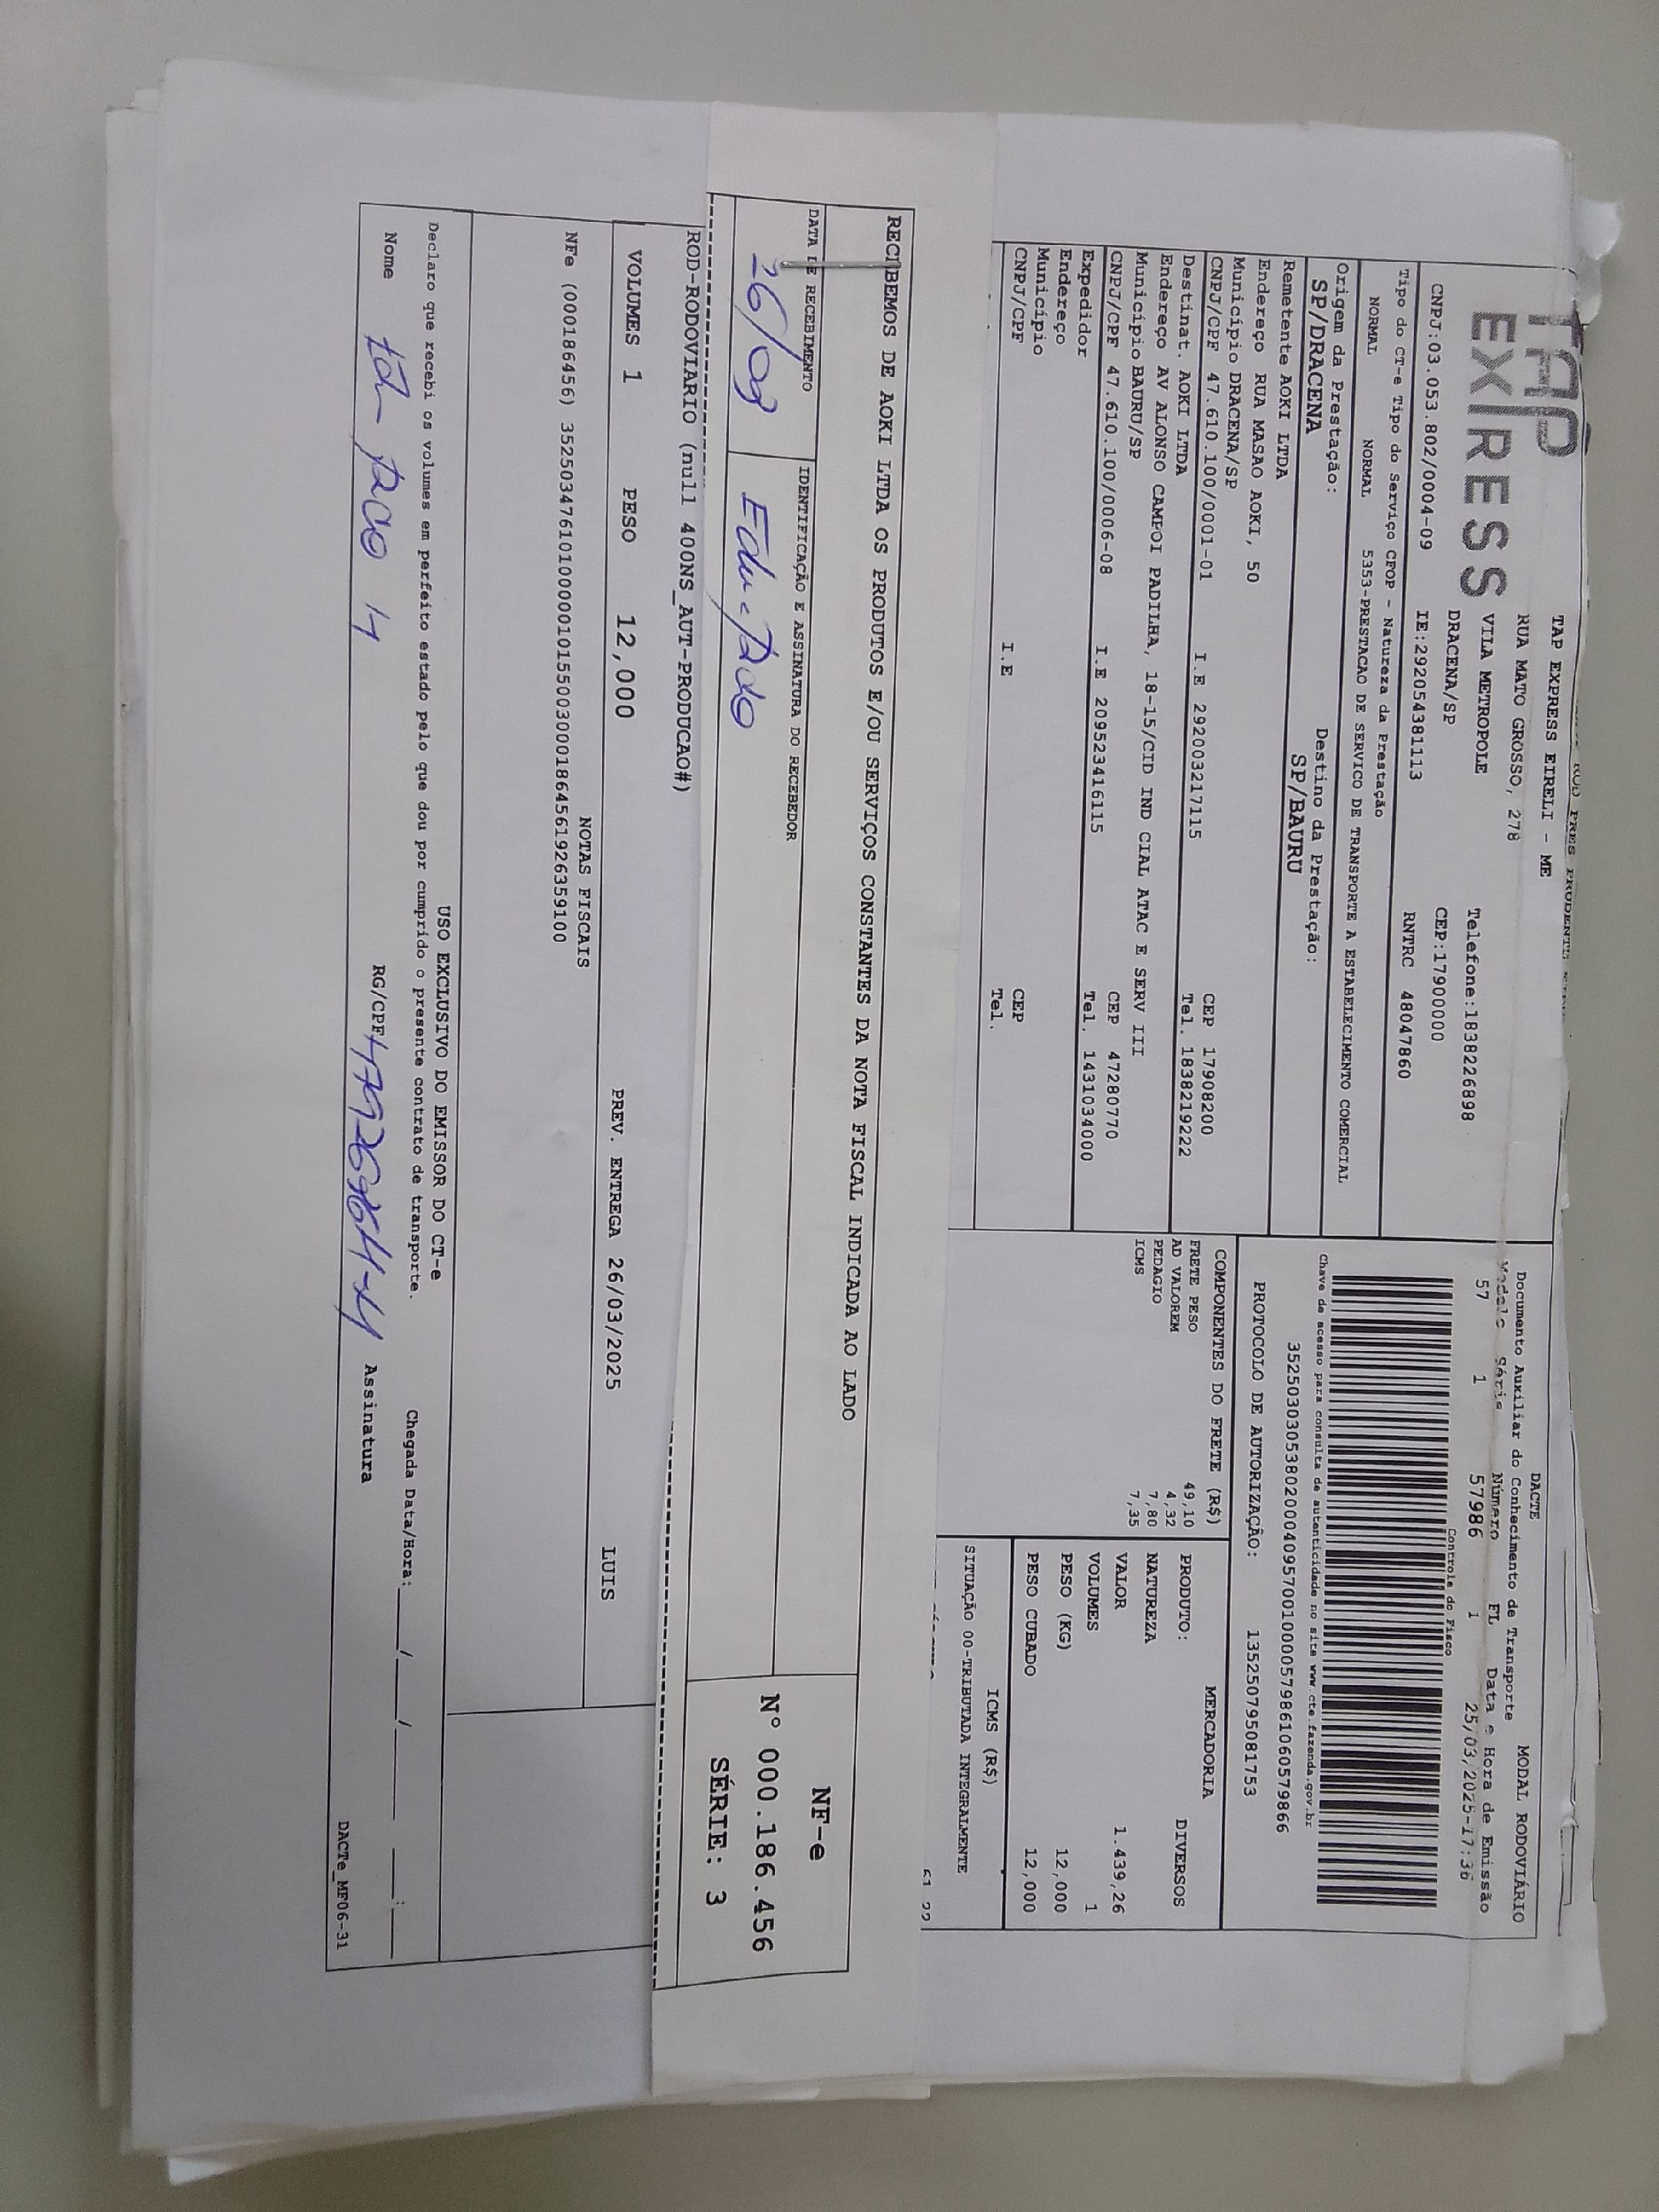 TAP
EXPRESS
TAP EXPRESS EIRELI - ME
RUA MATO GROSSO, 278
VILA METROPOLE
Telefone:1838226898
DRACENA/SP
CEP:17900000
CNPJ:03.053.802/0004-09
IE:292054381113
RNTRC 48047860
Tipo do CT-e Tipo do Serviço CFOP - Natureza da Prestação
NORMAL NORMAL 5353-PRESTACAO DE SERVICO DE TRANSPORTE A ESTABELECIMENTO COMERCIAL
Origem da Prestação: Destino da Prestação:
SP/DRACENA SP/BAURU
Remetente AOKI LTDA
Endereço RUA MASAO AOKI, 50
Município DRACENA/SP CEP 17908200
CNPJ/CPF 47.610.100/0001-01 I.E 292003217115 Tel. 1838219222
Destinat. AOKI LTDA
Endereço AV ALONSO CAMPOI PADILHA, 18-15/CID IND CIAL ATAC E SERV III
Município BAURU/SP CEP 47280770
CNPJ/CPF 47.610.100/0006-08 I.E 209523416115 Tel. 1431034000
Expedidor
Endereço
Município CEP
CNPJ/CPF I.E Tel.
DACTE
Documento Auxiliar do Conhecimento de Transporte
MODAL RODOVIÁRIO
Modelo Série Número FL Data e Hora de Emissão
57 1 57986 1 25/03/2025-17:36
Controle do Fisco
Chave de acesso para consulta de autenticidade no site www.cte.fazenda.gov.br
35250303053802000409570010000579861060579866
PROTOCOLO DE AUTORIZAÇÃO: 135250795081753
COMPONENTES DO FRETE (R$)
FRETE PESO 49,10
AD VALOREM 4,32
PEDAGIO 7,80
ICMS 7,35
MERCADORIA
PRODUTO: DIVERSOS
NATUREZA
VALOR 1.439,26
VOLUMES 1
PESO (KG) 12,000
PESO CUBADO 12,000
ICMS (R$)
SITUAÇÃO 00-TRIBUTADA INTEGRALMENTE
RECEBEMOS DE AOKI LTDA OS PRODUTOS E/OU SERVIÇOS CONSTANTES DA NOTA FISCAL INDICADA AO LADO
DATA DE RECEBIMENTO
IDENTIFICAÇÃO E ASSINATURA DO RECEBEDOR
26/03
NF-e
Nº 000.186.456
SÉRIE: 3
ROD-RODOVIARIO (null 400NS_AUT-PRODUCAO#)
VOLUMES 1 PESO 12,000 PREV. ENTREGA 26/03/2025 LUIS
NOTAS FISCAIS
NFe (000186456) 35250347610100000101550030001864561926359100
USO EXCLUSIVO DO EMISSOR DO CT-e
Declaro que recebi os volumes em perfeito estado pelo que dou por cumprido o presente contrato de transporte.
Chegada Data/Hora:___/___/_____ ___:___
Nome RG/CPF Assinatura
DACTe_MF06-31